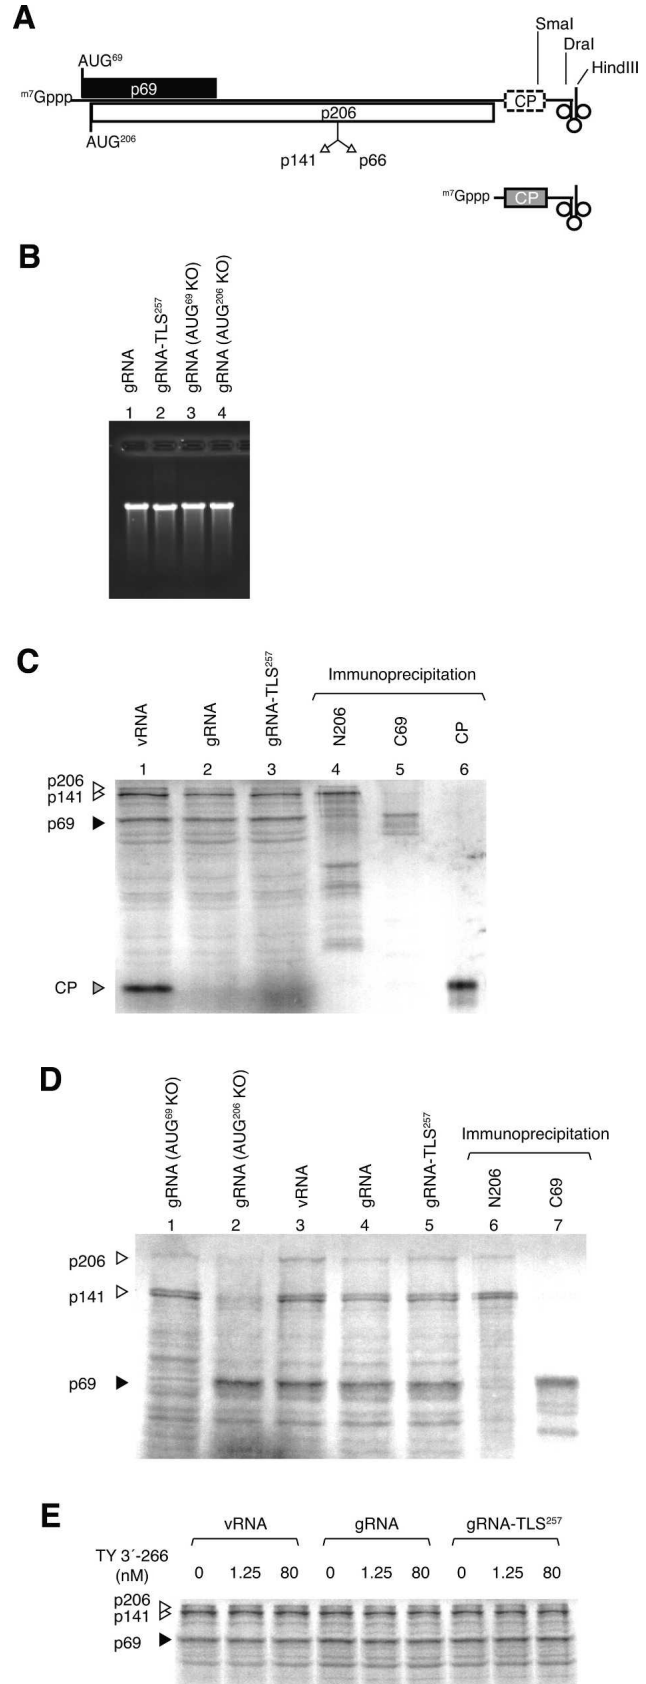 A
SmaI
DraI
HindIII
AUG⁶⁹
p69
ᵐ⁷Gppp
CP
p206
AUG²⁰⁶
p141 p66
ᵐ⁷Gppp CP
B
gRNA
gRNA-TLS²⁵⁷
gRNA (AUG⁶⁹ KO)
gRNA (AUG²⁰⁶ KO)
1 2 3 4
C
Immunoprecipitation
vRNA
gRNA
gRNA-TLS²⁵⁷
N206
C69
CP
1 2 3 4 5 6
p206
p141
p69
CP
D
Immunoprecipitation
gRNA (AUG⁶⁹ KO)
gRNA (AUG²⁰⁶ KO)
vRNA
gRNA
gRNA-TLS²⁵⁷
N206
C69
1 2 3 4 5 6 7
p206
p141
p69
E
vRNA gRNA gRNA-TLS²⁵⁷
TY 3´-266
(nM) 0 1.25 80 0 1.25 80 0 1.25 80
p206
p141
p69